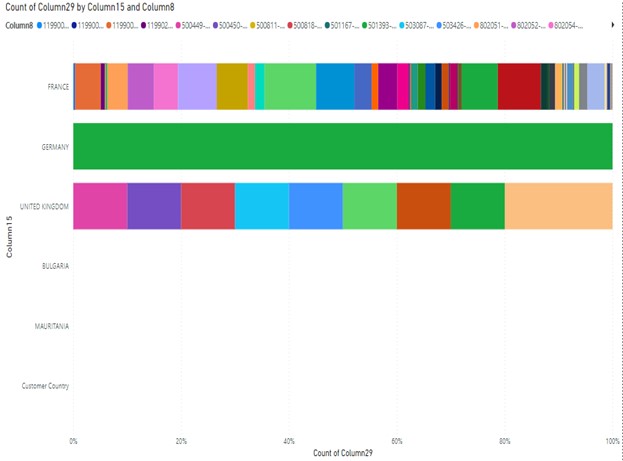 Count of Column29 by Column15 and Column8
Column8 119900... 119900... 119900... 119902... 500449-... 500450-... 500811-... 500818-... 501167-... 501393-... 503087-... 503426-... 802051-... 802052-... 802054-...
FRANCE
GERMANY
UNITED KINGDOM
BULGARIA
MAURITANIA
Customer Country
Column15
0% 20% 40% 60% 80% 100%
Count of Column29